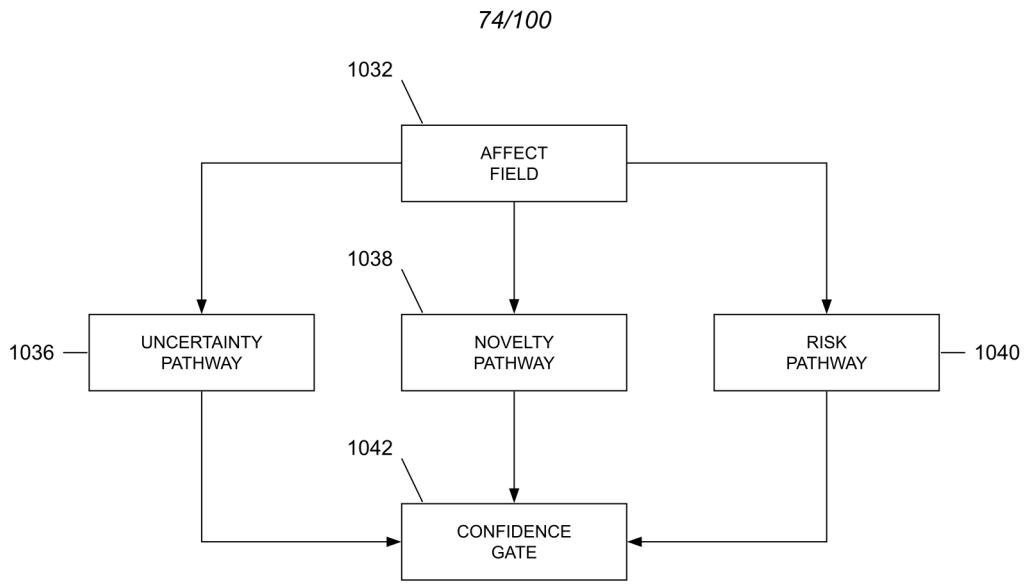 74/100
1032
AFFECT
FIELD
1038
1036
UNCERTAINTY
PATHWAY
NOVELTY
PATHWAY
RISK
PATHWAY
1040
1042
CONFIDENCE
GATE